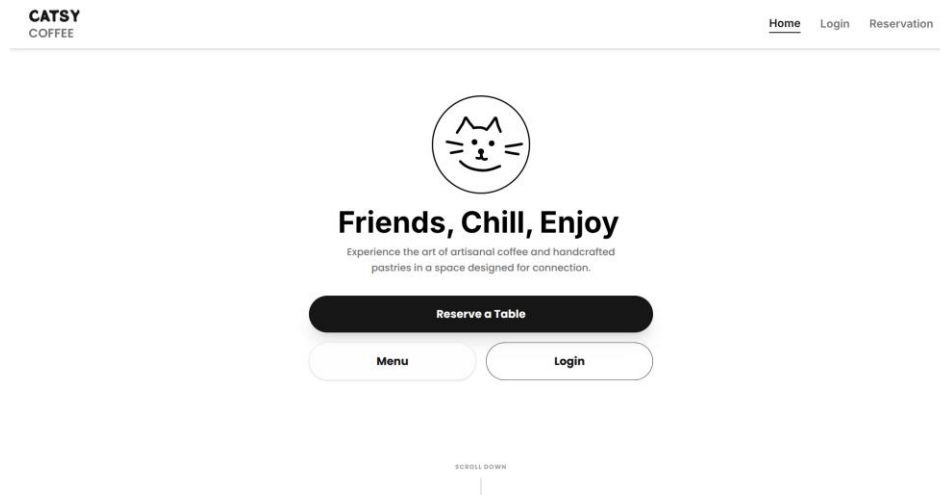 CATSY
COFFEE
Home Login Reservation
Friends, Chill, Enjoy
Experience the art of artisanal coffee and handcrafted
pastries in a space designed for connection.
Reserve a Table
Menu Login
SCROLL DOWN